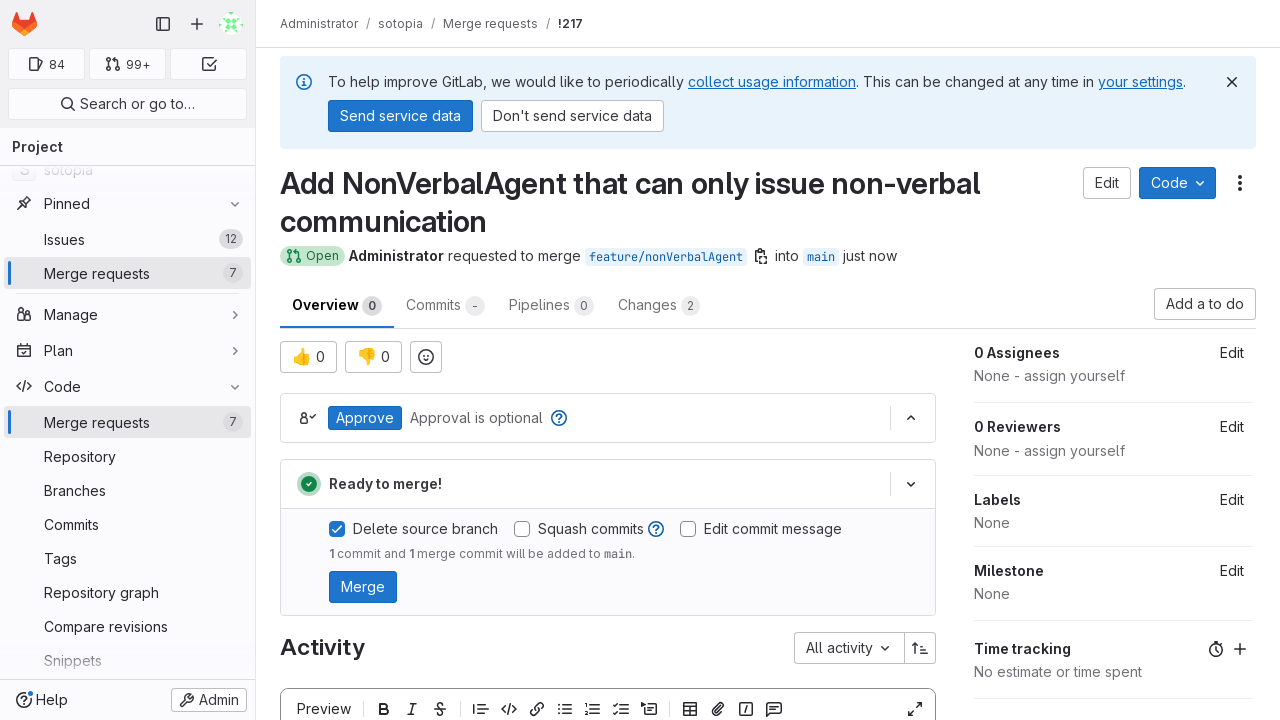 Administrator / sotopia / Merge requests / !217
84
99+
Search or go to…
Project
S sotopia
Pinned
Issues 12
Merge requests 7
Manage
Plan
Code
Merge requests 7
Repository
Branches
Commits
Tags
Repository graph
Compare revisions
Snippets
Help
Admin
To help improve GitLab, we would like to periodically collect usage information. This can be changed at any time in your settings.
Send service data Don't send service data
Add NonVerbalAgent that can only issue non-verbal
communication
Edit Code
Open Administrator requested to merge feature/nonVerbalAgent into main just now
Overview 0 Commits - Pipelines 0 Changes 2
Add a to do
👍 0 👎 0
Approve Approval is optional
Ready to merge!
Delete source branch Squash commits Edit commit message
1 commit and 1 merge commit will be added to main.
Merge
Activity
All activity
Preview
0 Assignees Edit
None - assign yourself
0 Reviewers Edit
None - assign yourself
Labels Edit
None
Milestone Edit
None
Time tracking
No estimate or time spent